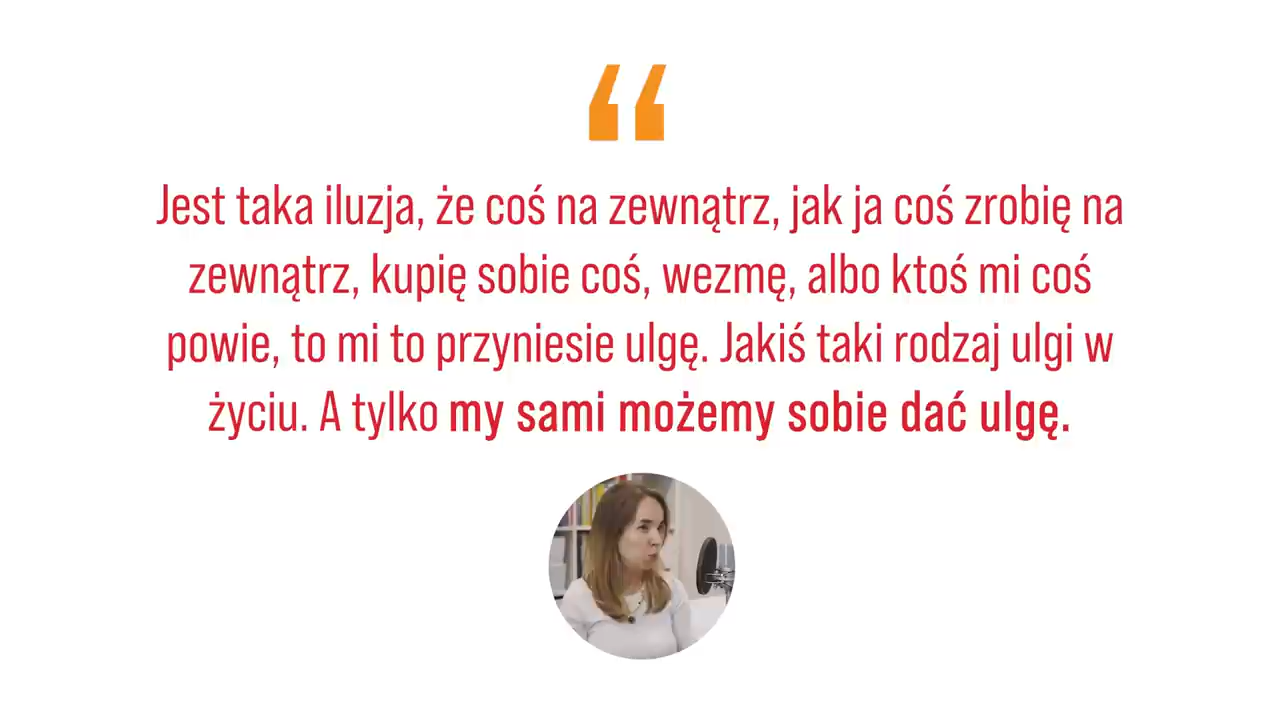 “
Jest taka iluzja, że coś na zewnątrz, jak ja coś zrobię na
zewnątrz, kupię sobie coś, wezmę, albo ktoś mi coś
powie, to mi to przyniesie ulgę. Jakiś taki rodzaj ulgi w
życiu. A tylko my sami możemy sobie dać ulgę.